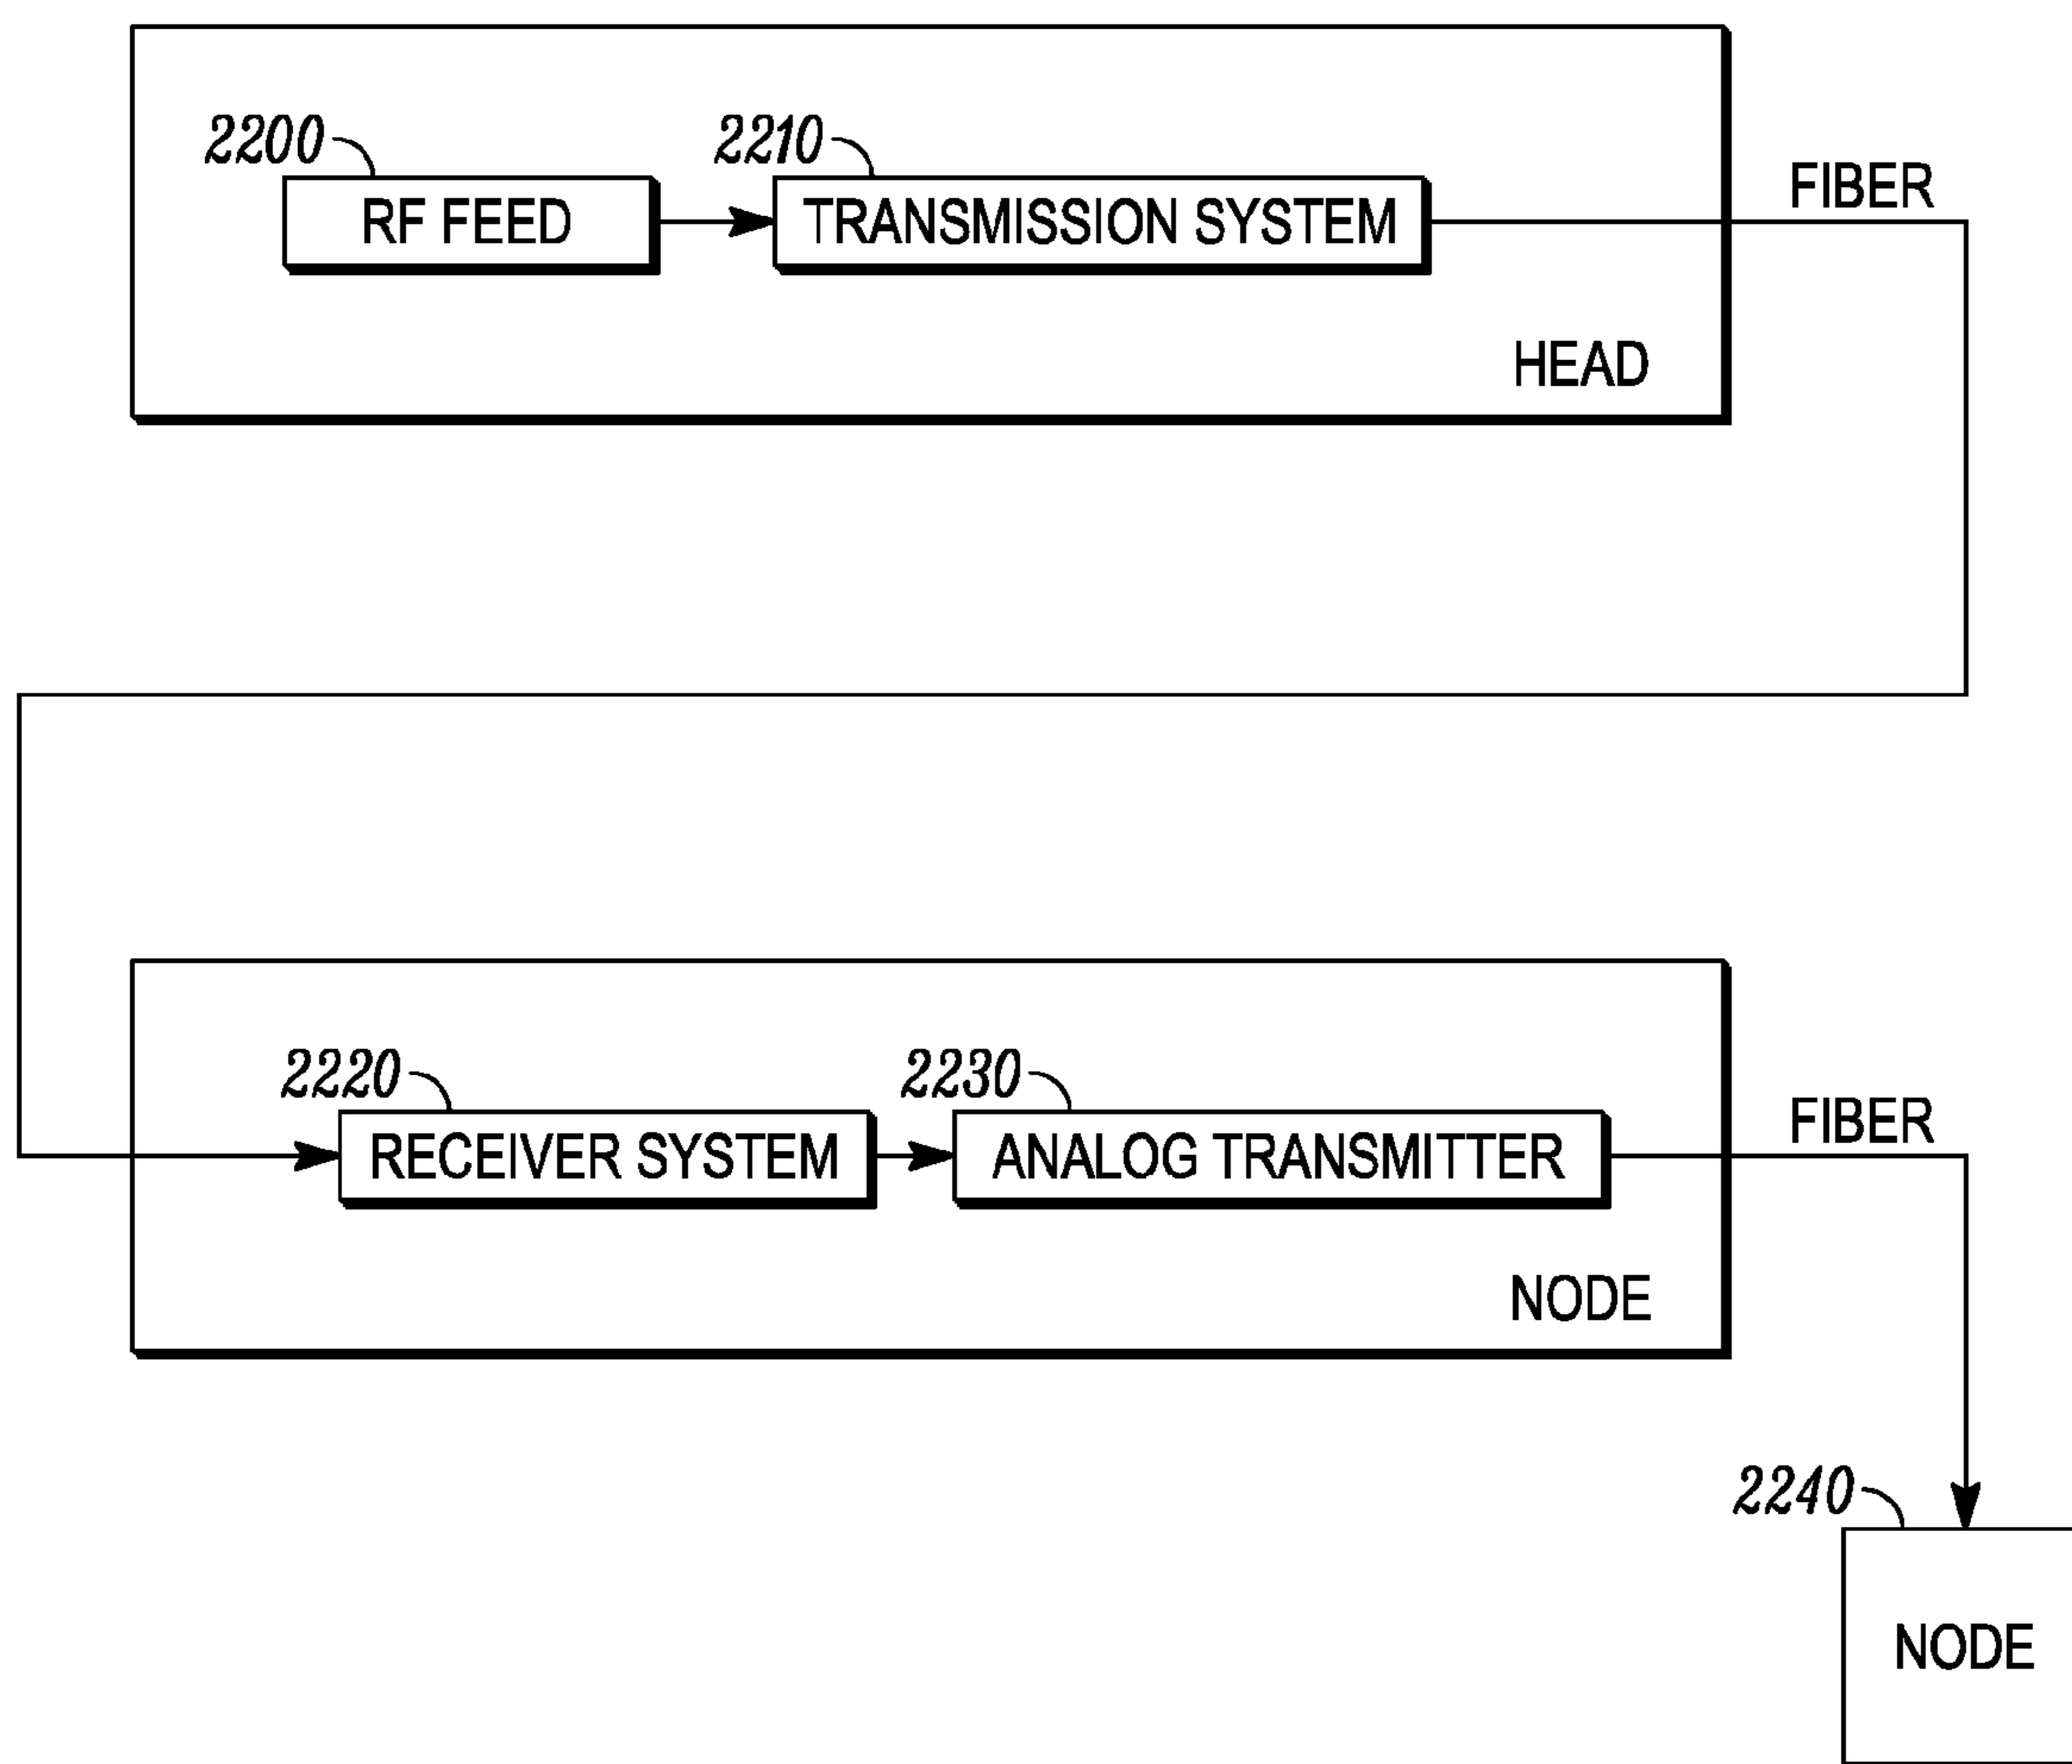 2200
2210
RF FEED
TRANSMISSION SYSTEM
FIBER
HEAD
2220
2230
RECEIVER SYSTEM
ANALOG TRANSMITTER
FIBER
NODE
2240
NODE